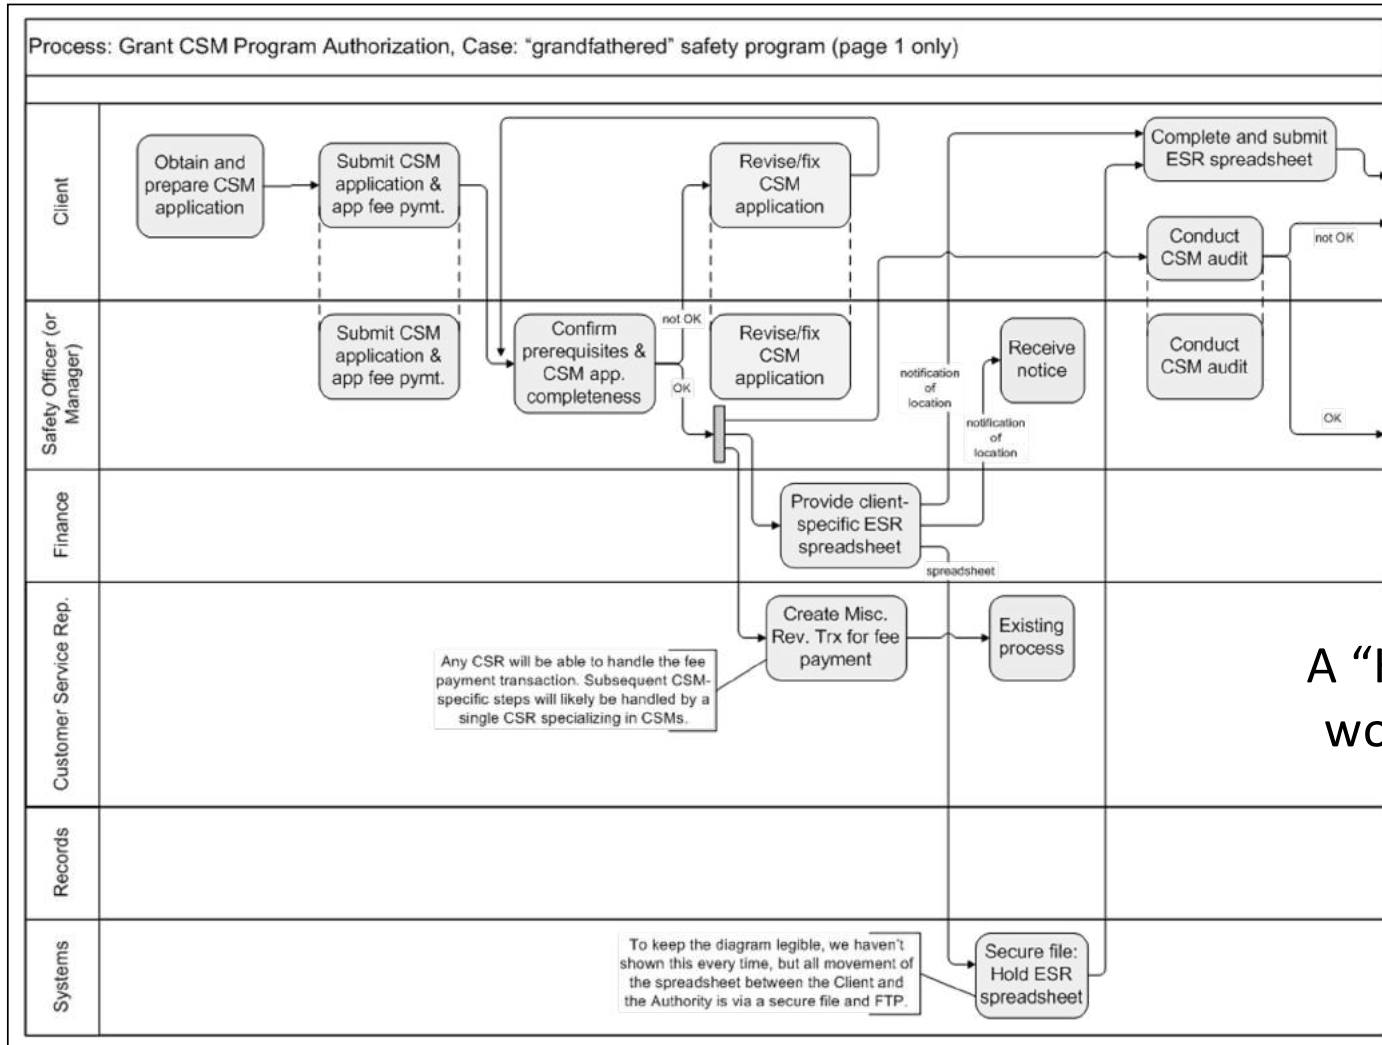 Process: Grant CSM Program Authorization, Case: “grandfathered” safety program (page 1 only)
Client
Obtain and
prepare CSM
application
Submit CSM
application &
app fee pymt.
Revise/fix
CSM
application
Complete and submit
ESR spreadsheet
Conduct
CSM audit
not OK
Safety Officer (or
Manager)
Submit CSM
application &
app fee pymt.
Confirm
prerequisites &
CSM app.
completeness
not OK
OK
Revise/fix
CSM
application
notification
of
location
Receive
notice
notification
of
location
Conduct
CSM audit
OK
Finance
Provide client-
specific ESR
spreadsheet
spreadsheet
Customer Service Rep.
Any CSR will be able to handle the fee
payment transaction. Subsequent CSM-
specific steps will likely be handled by a
single CSR specializing in CSMs.
Create Misc.
Rev. Trx for fee
payment
Existing
process
A
Records
Systems
To keep the diagram legible, we haven’t
shown this every time, but all movement of
the spreadsheet between the Client and
the Authority is via a secure file and FTP.
Secure file:
Hold ESR
spreadsheet